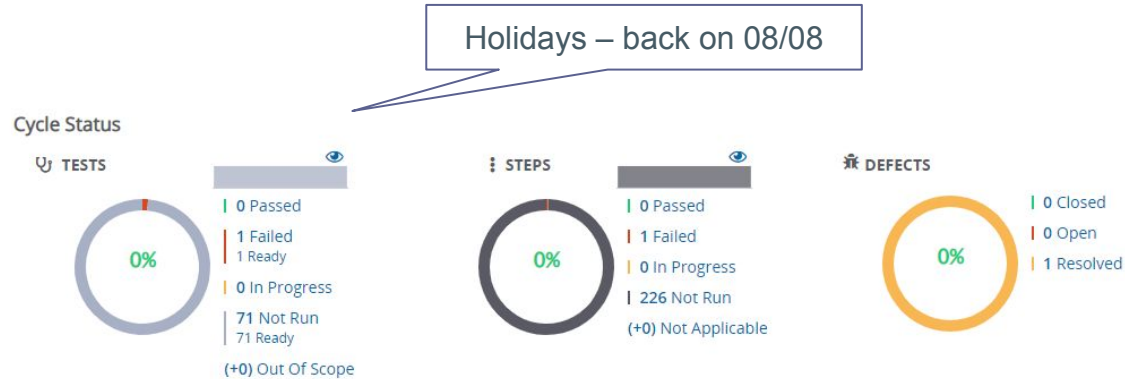 Holidays – back on 08/08
Cycle Status
TESTS
0 Passed
1 Failed
1 Ready
0 In Progress
71 Not Run
71 Ready
(+0) Out Of Scope
0%
STEPS
0 Passed
1 Failed
0 In Progress
226 Not Run
(+0) Not Applicable
0%
DEFECTS
0 Closed
0 Open
1 Resolved
0%